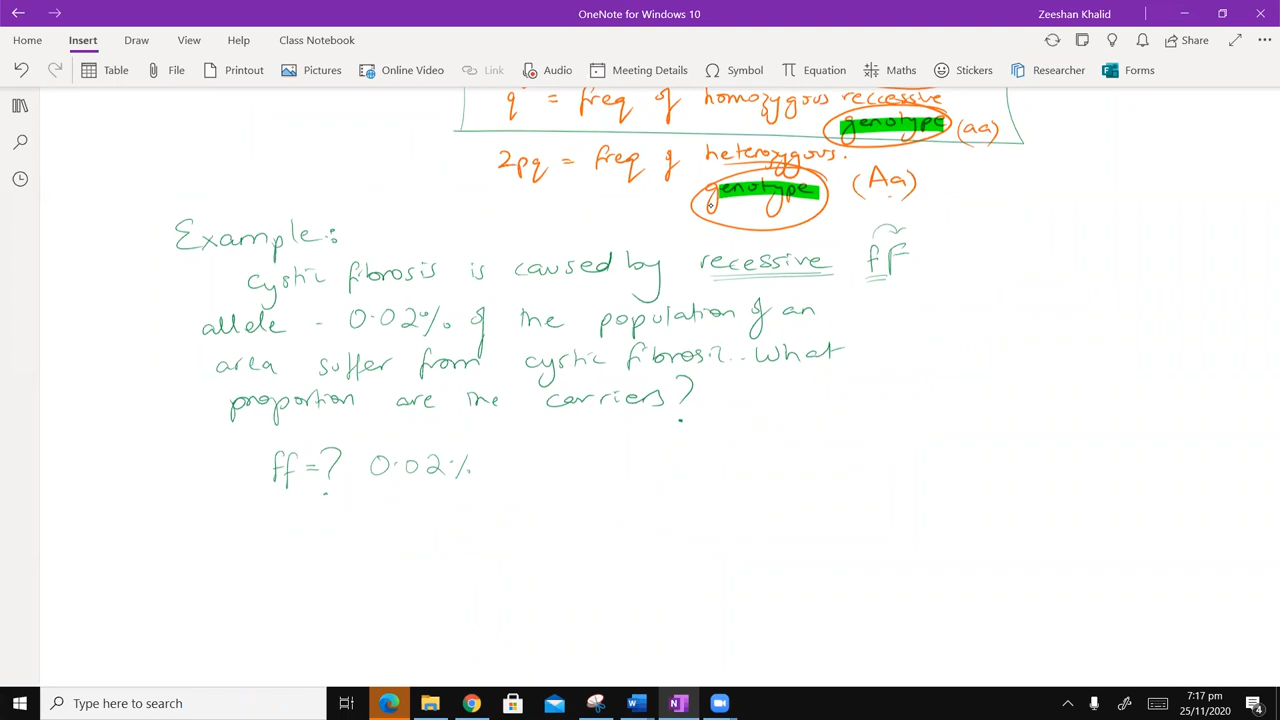 OneNote for Windows 10
Zeeshan Khalid
Home Insert Draw View Help Class Notebook
Share
Table File Printout Pictures Online Video Link Audio Meeting Details Symbol Equation Maths Stickers Researcher Forms
q = freq of homozygous reccessive
genotype (aa)
2pq = freq of heterozygous.
genotype (Aa)
Example:
Cystic fibrosis is caused by recessive fF
allele - 0.02% of the population of an
area suffer from cystic fibrosis.. What
proportion are the carriers?
ff=? 0.02%
Type here to search
7:17 pm
25/11/2020
4